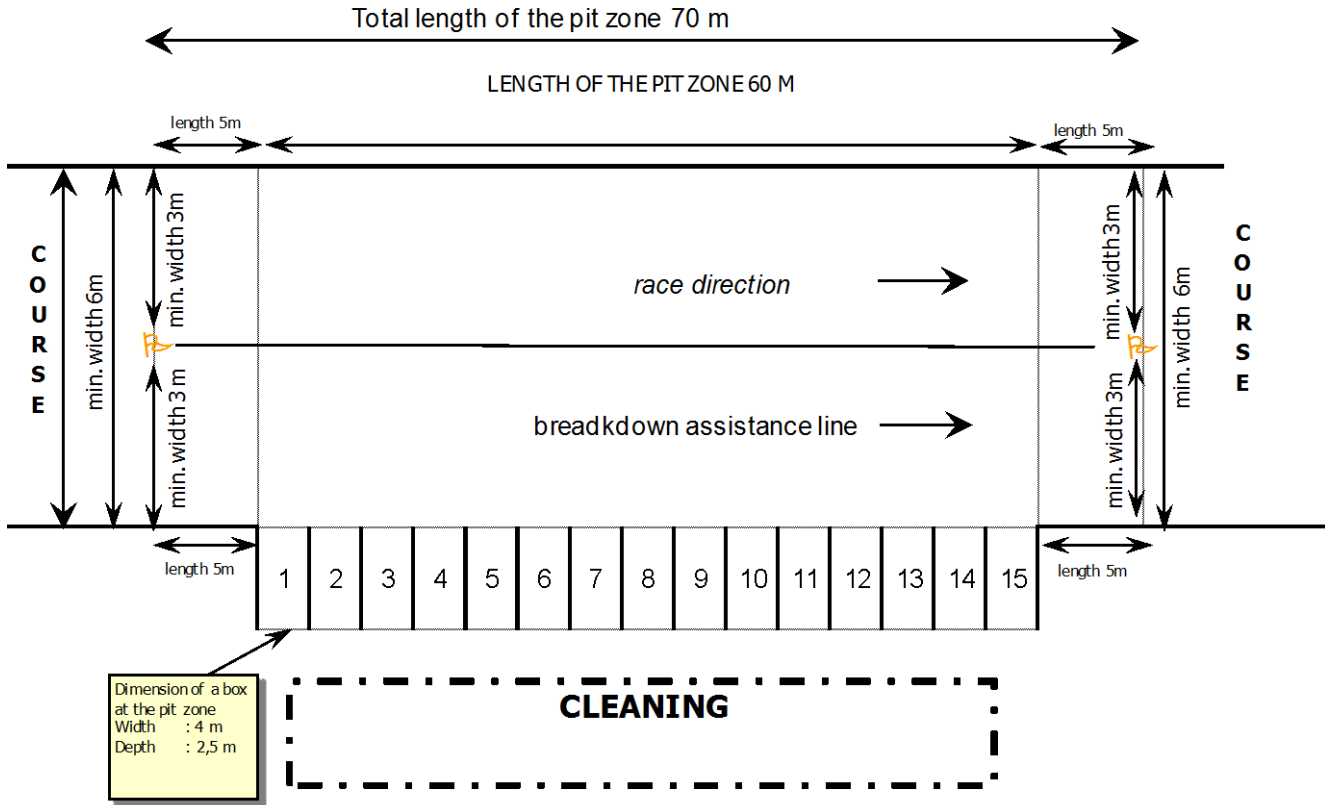 Total length of the pit zone 70 m
LENGTH OF THE PIT ZONE 60 M
length 5m
length 5m
COURSE
min. width 6m
min. width 3m
min. width 3 m
race direction
breadkdown assistance line
min. width 3m
min. width 3m
min. width 6m
COURSE
length 5m
1 2 3 4 5 6 7 8 9 10 11 12 13 14 15
length 5m
Dimension of a box
at the pit zone
Width : 4 m
Depth : 2,5 m
CLEANING